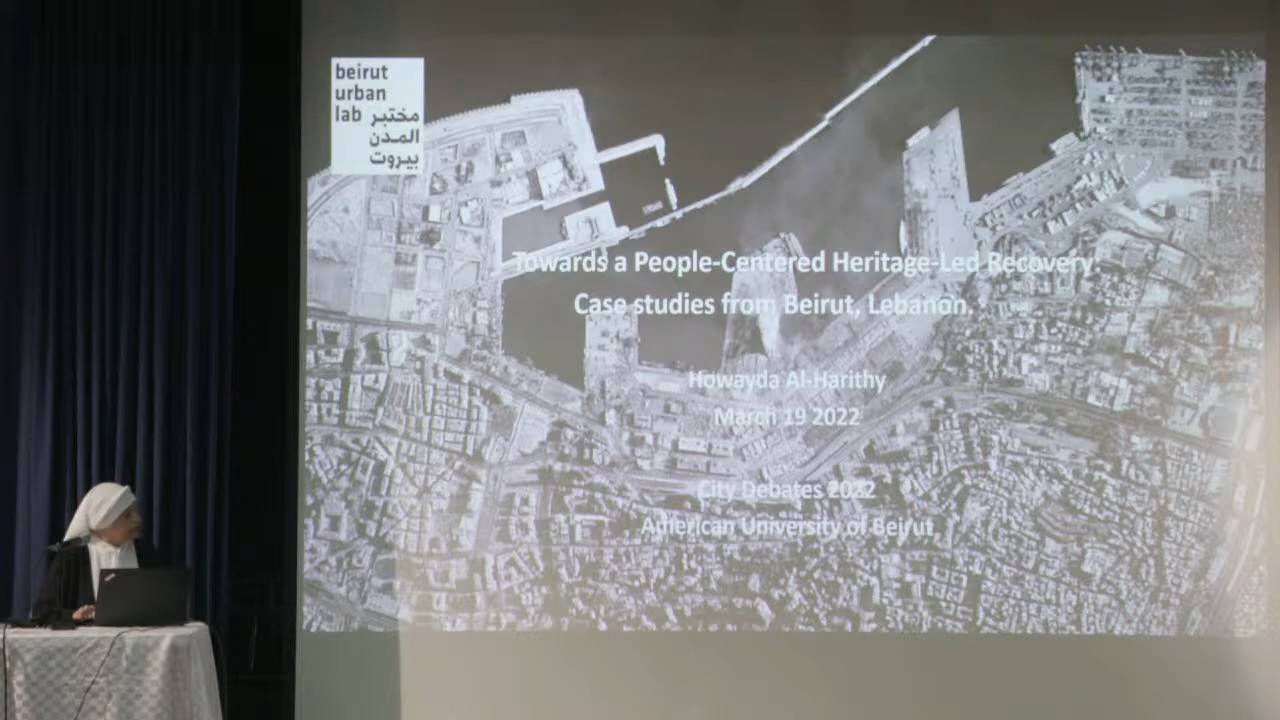 beirut
urban
lab مختبر
المدن
بيروت
Towards a People-Centered Heritage-Led Recovery:
Case studies from Beirut, Lebanon.
Howayda Al-Harithy
March 19 2022
City Debates 2022
American University of Beirut